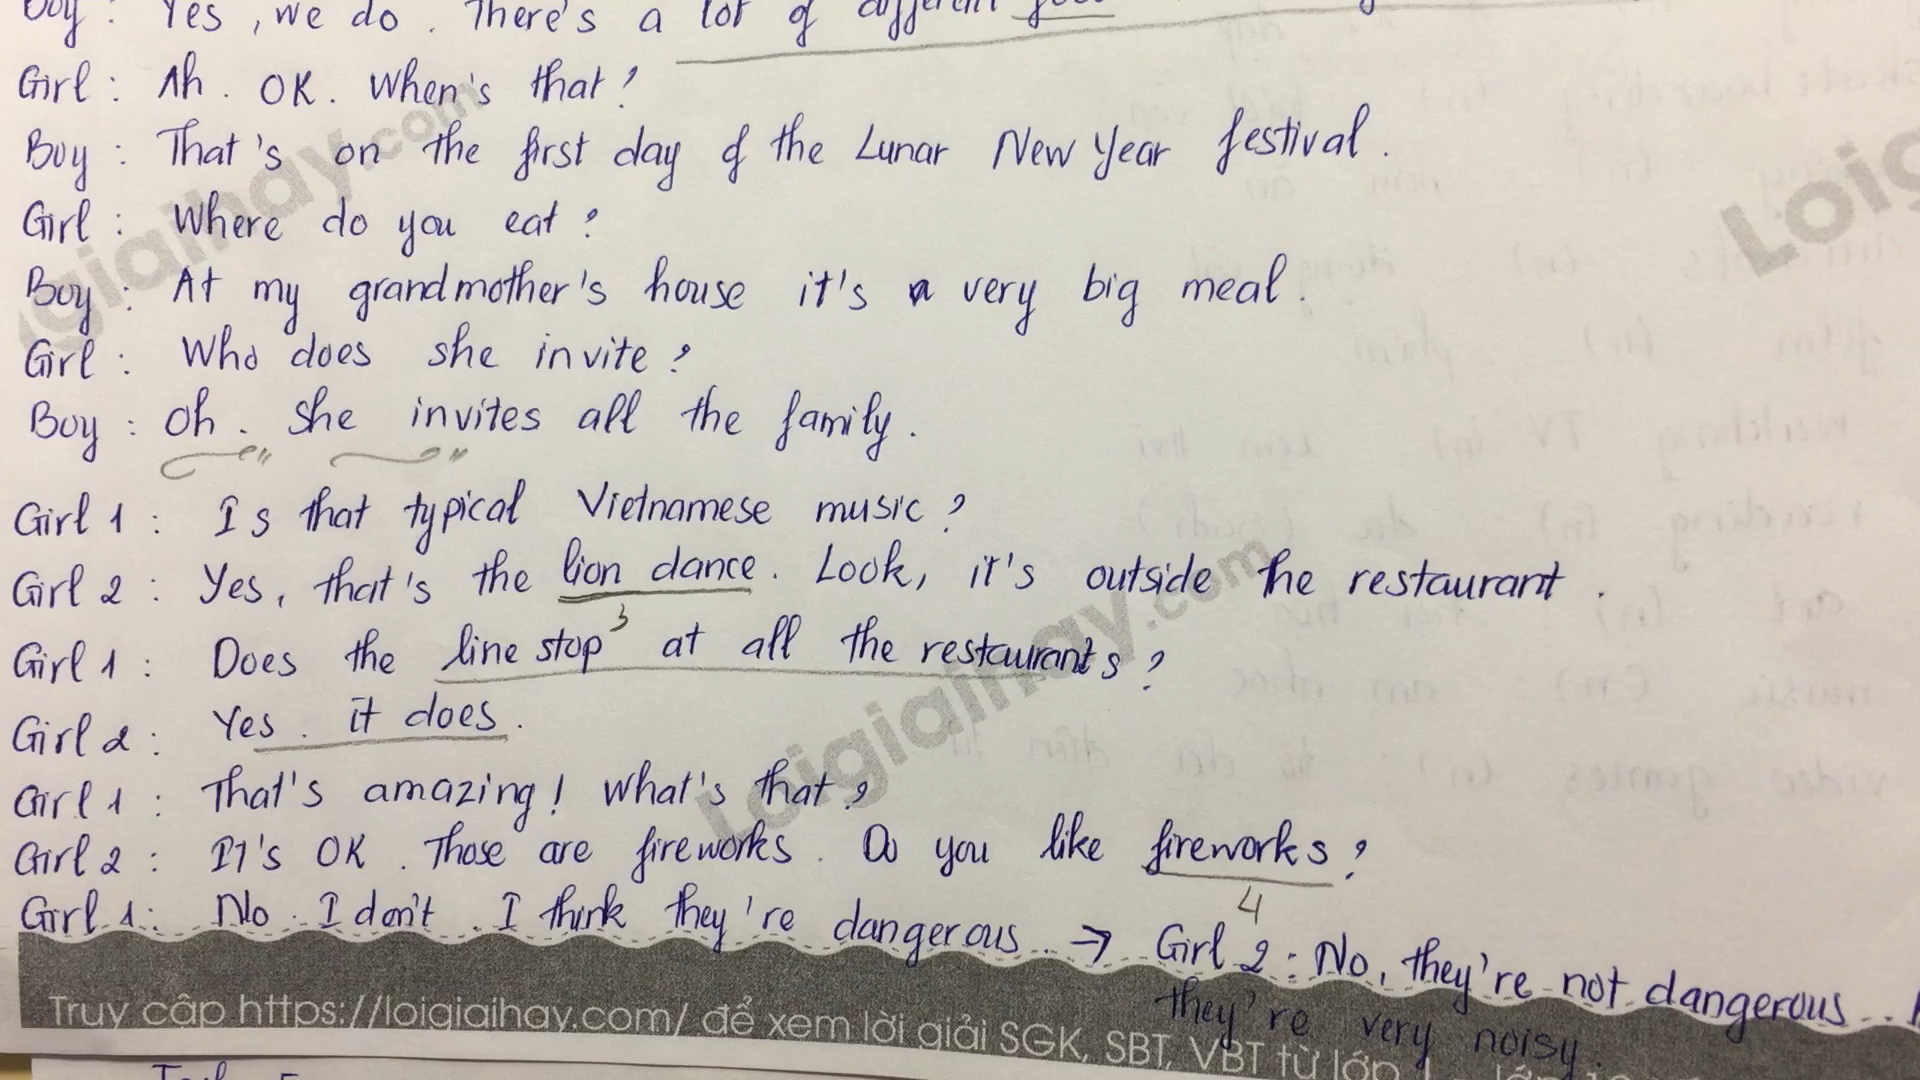 Boy : Yes, we do. There's a lot of different
Girl : Ah. OK. When's that?
Boy : That's on the first day of the Lunar New Year festival.
Girl : Where do you eat?
Boy : At my grandmother's house it's a very big meal.
Girl : Who does she invite?
Boy : Oh. She invites all the family.
Girl 1 : Is that typical Vietnamese music?
Girl 2 : Yes, that's the lion dance. Look, it's outside the restaurant.
3
Girl 1 : Does the line stop at all the restaurants?
Girl 2 : Yes. it does.
Girl 1 : That's amazing! What's that?
Girl 2 : It's OK. Those are fireworks. Do you like fireworks?
4
Girl 1 : No. I don't. I think they're dangerous → Girl 2 : No, they're not dangerous..
they're very noisy.
Truy cập https://loigiaihay.com/ để xem lời giải SGK, SBT, VBT từ lớp 1
Loigiaihay.com